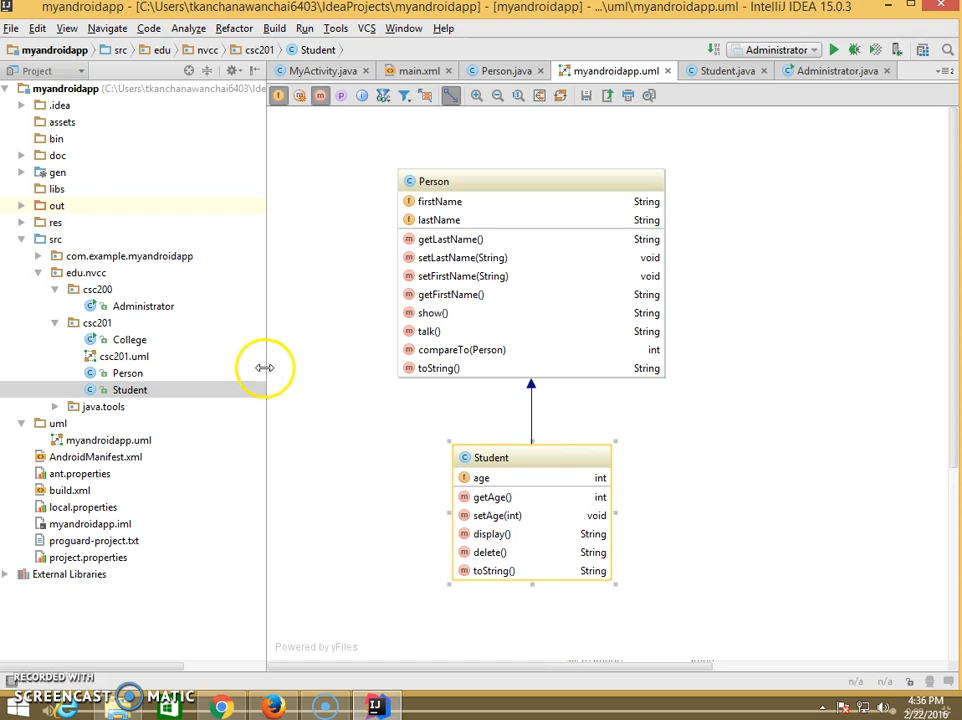 myandroidapp - [C:\Users\tkanchanawanchai6403\IdeaProjects\myandroidapp] - [myandroidapp] - ...\uml\myandroidapp.uml - IntelliJ IDEA 15.0.3
File Edit View Navigate Code Analyze Refactor Build Run Tools VCS Window Help
myandroidapp src edu nvcc csc201 Student Administrator
Project MyActivity.java main.xml Person.java myandroidapp.uml Student.java Administrator.java
myandroidapp (C:\Users\tkanchanawanchai6403\Ide
.idea
assets
bin
doc
gen
libs
out
res
src
com.example.myandroidapp
edu.nvcc
csc200
Administrator
csc201
College
csc201.uml
Person
Student
java.tools
uml
myandroidapp.uml
AndroidManifest.xml
ant.properties
build.xml
local.properties
myandroidapp.iml
proguard-project.txt
project.properties
External Libraries
Person
firstName String
lastName String
getLastName() String
setLastName(String) void
setFirstName(String) void
getFirstName() String
show() String
talk() String
compareTo(Person) int
toString() String
Student
age int
getAge() int
setAge(int) void
display() String
delete() String
toString() String
Powered by yFiles
n/a n/a
RECORDED WITH
SCREENCAST MATIC
4:36 PM
2/22/2016